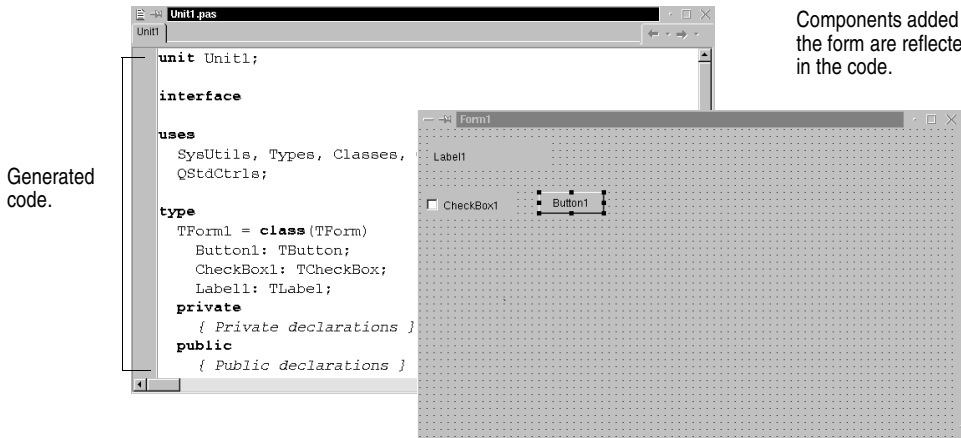 Unit1.pas
Unit1
unit Unit1;
interface
uses
SysUtils, Types, Classes,
QStdCtrls;
type
TForm1 = class(TForm)
Button1: TButton;
CheckBox1: TCheckBox;
Label1: TLabel;
private
{ Private declarations }
public
{ Public declarations }
Generated
code.
Components added
the form are reflecte
in the code.
Form1
Label1
CheckBox1
Button1